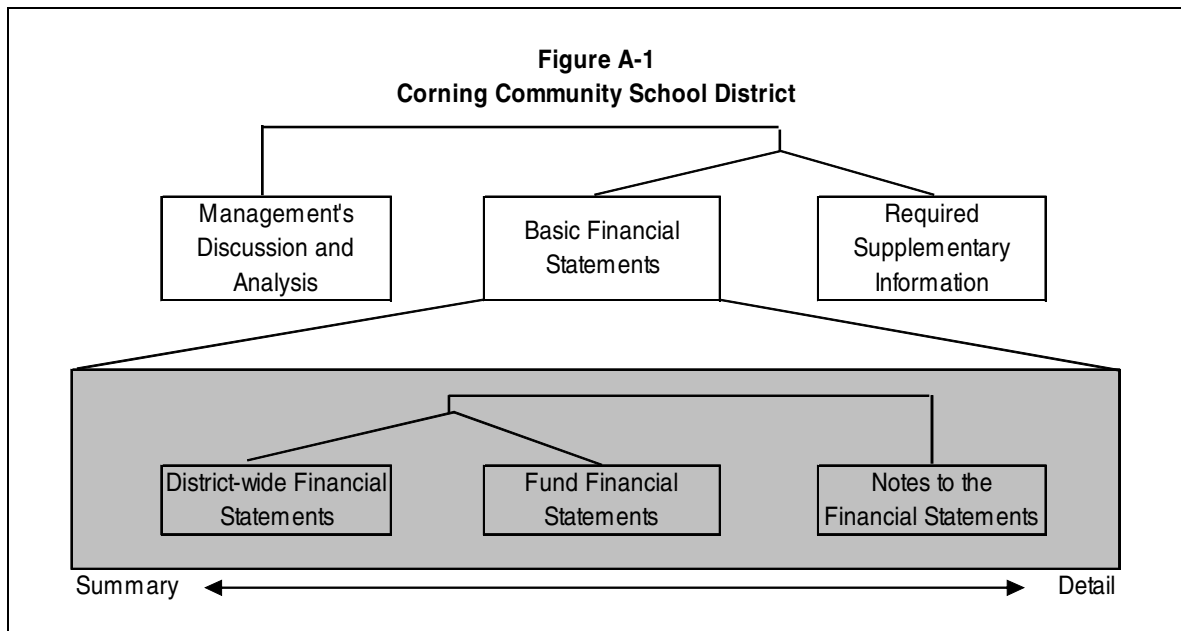 Figure A-1
Corning Community School District
Management's
Discussion and
Analysis
Basic Financial
Statements
Required
Supplementary
Information
District-wide Financial
Statements
Fund Financial
Statements
Notes to the
Financial Statements
Summary
Detail